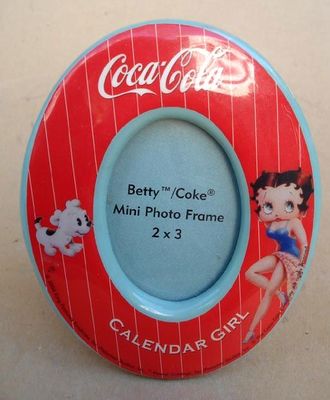 Coca-Cola
Betty™/Coke®
Mini Photo Frame
2 x 3
CALENDAR GIRL